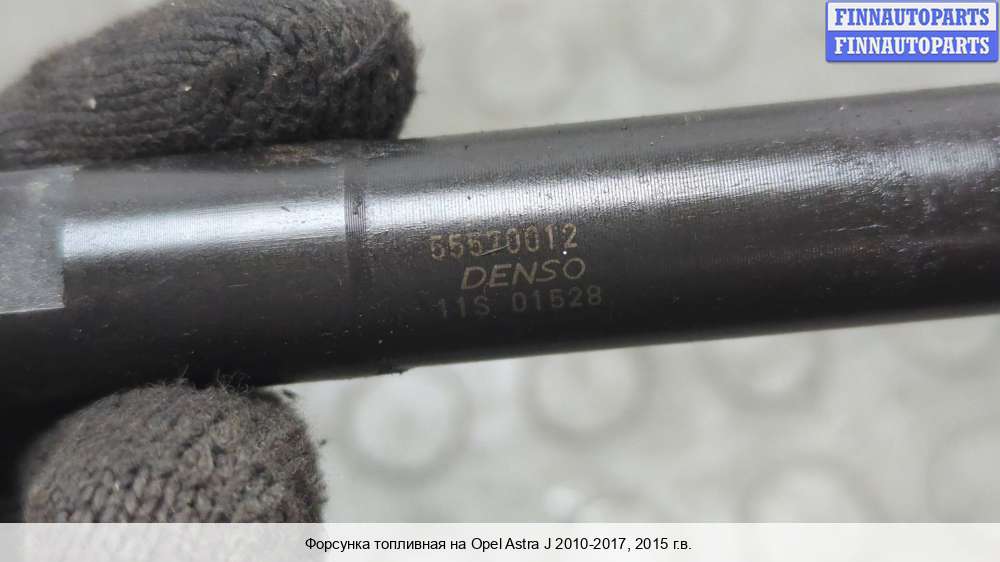 FINNAUTOPARTS
FINNAUTOPARTS
55570012
DENSO
11S 01528
Форсунка топливная на Opel Astra J 2010-2017, 2015 г.в.